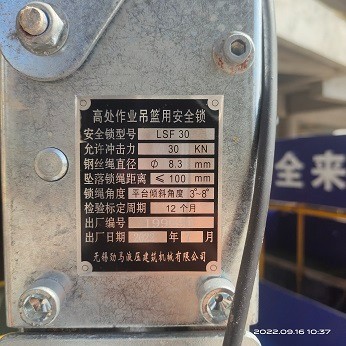 高处作业吊篮用安全锁
安全锁型号 LSF 30
允许冲击力 30 KN
钢丝绳直径 Φ 8.3 mm
坠落锁绳距离 ≤100 mm
锁绳角度 平台倾斜角度 3°~8°
检验标定周期 12 个月
出厂编号
出厂日期 年 月
无锡劲马液压建筑机械有限公司
全来
2022.09.16 10:37